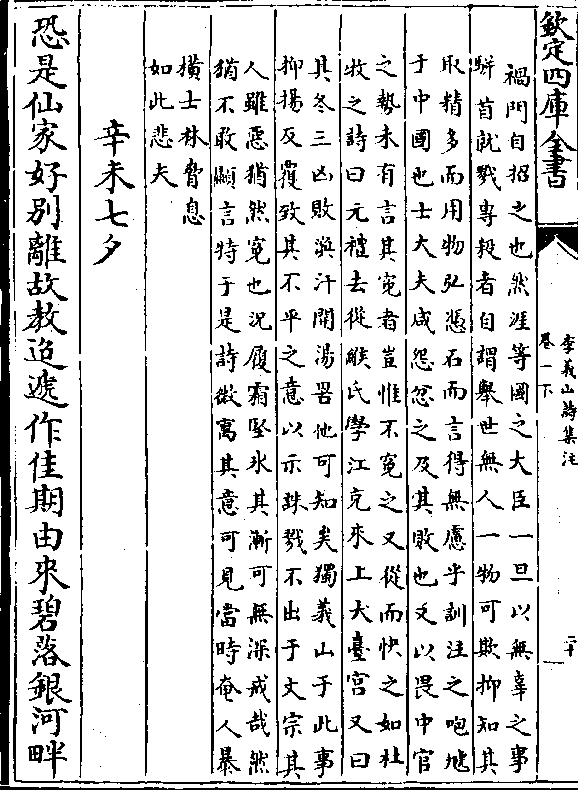 欽定四庫全書
李義山詩集注
卷一下
二十
禍門自招之也然涯等國之大臣一旦以無辜之事
駢首就戮專殺者自謂舉世無人一物可欺抑知其
取精多而用物弘憑石而言得無慮乎訓注之咆虓
于中國也士大夫咸怨忿之及其敗也又以畏中官
之勢未有言其寃者豈惟不寃之又從而快之如杜
牧之詩曰元禮去從緱氏學江充來上犬臺宫又曰
其冬三凶敗渙汗開湯罟他可知矣獨義山于此事
抑揚反覆致其不平之意以示誅戮不出于文宗其
人雖惡猶然寃也況履霜堅氷其漸可無深戒哉然
猶不敢顯言特于是詩微寓其意可見當時奄人暴
橫士林脅息
如此悲夫
辛未七夕
恐是仙家好別離故教迢遞作佳期由來碧落銀河畔